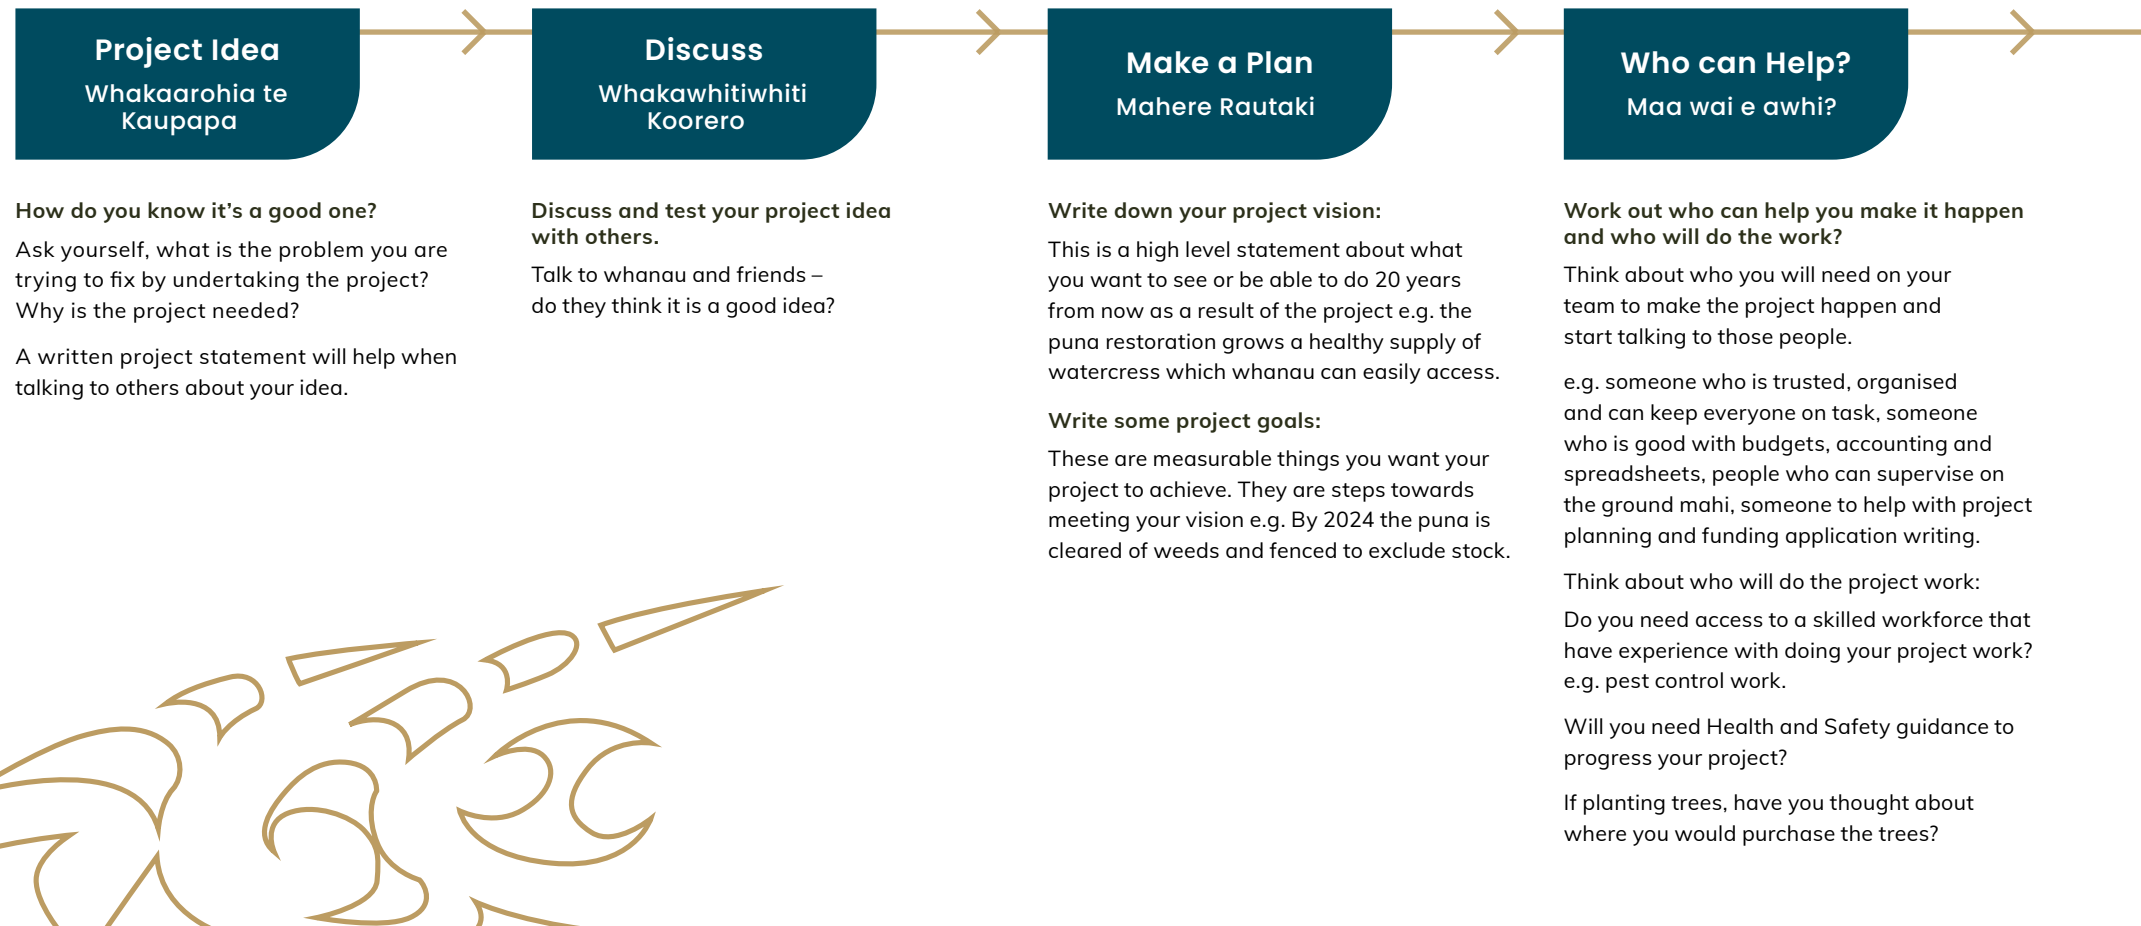 Project Idea
Whakaarohia te
Kaupapa
How do you know it’s a good one?
Ask yourself, what is the problem you are
trying to fix by undertaking the project?
Why is the project needed?
A written project statement will help when
talking to others about your idea.
Discuss
Whakawhitiwhiti
Koorero
Discuss and test your project idea
with others.
Talk to whanau and friends –
do they think it is a good idea?
Make a Plan
Mahere Rautaki
Write down your project vision:
This is a high level statement about what
you want to see or be able to do 20 years
from now as a result of the project e.g. the
puna restoration grows a healthy supply of
watercress which whanau can easily access.
Write some project goals:
These are measurable things you want your
project to achieve. They are steps towards
meeting your vision e.g. By 2024 the puna is
cleared of weeds and fenced to exclude stock.
Who can Help?
Maa wai e awhi?
Work out who can help you make it happen
and who will do the work?
Think about who you will need on your
team to make the project happen and
start talking to those people.
e.g. someone who is trusted, organised
and can keep everyone on task, someone
who is good with budgets, accounting and
spreadsheets, people who can supervise on
the ground mahi, someone to help with project
planning and funding application writing.
Think about who will do the project work:
Do you need access to a skilled workforce that
have experience with doing your project work?
e.g. pest control work.
Will you need Health and Safety guidance to
progress your project?
If planting trees, have you thought about
where you would purchase the trees?